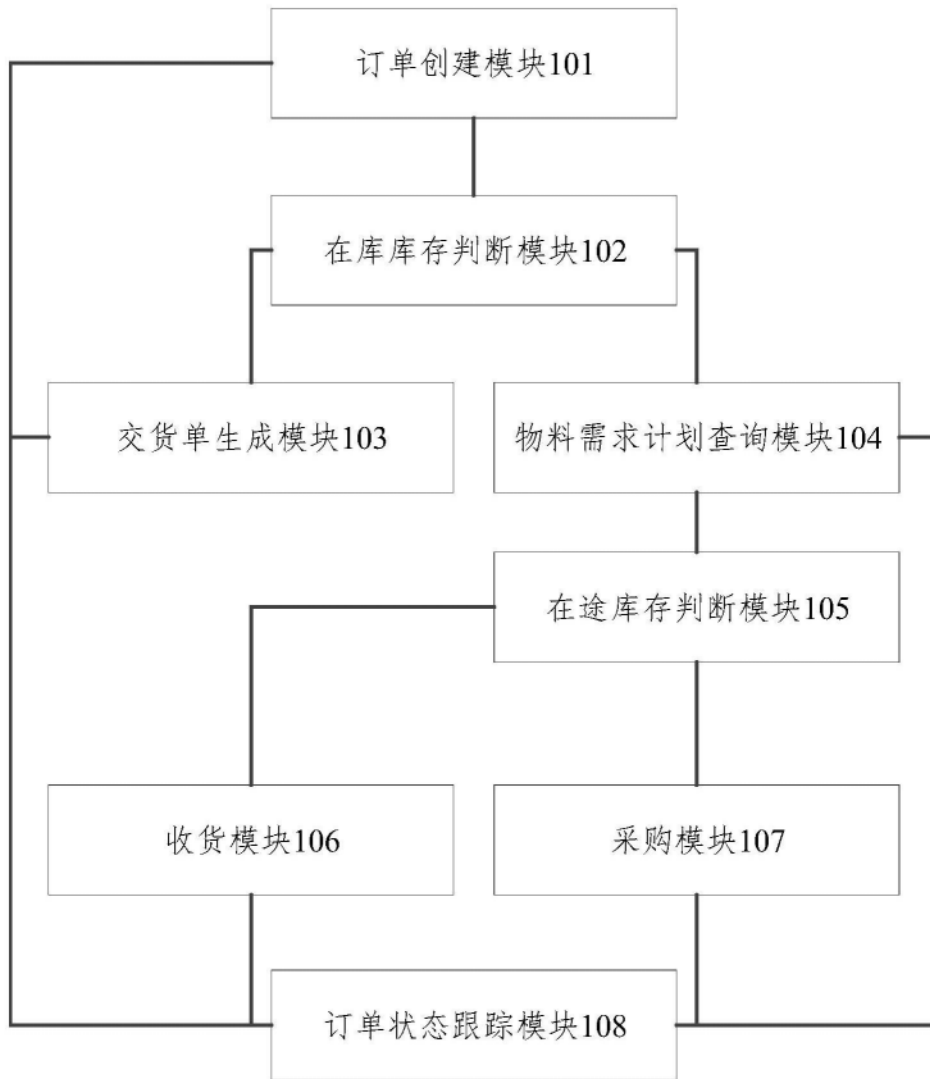 订单创建模块101
在库库存判断模块102
交货单生成模块103
物料需求计划查询模块104
在途库存判断模块105
收货模块106
采购模块107
订单状态跟踪模块108